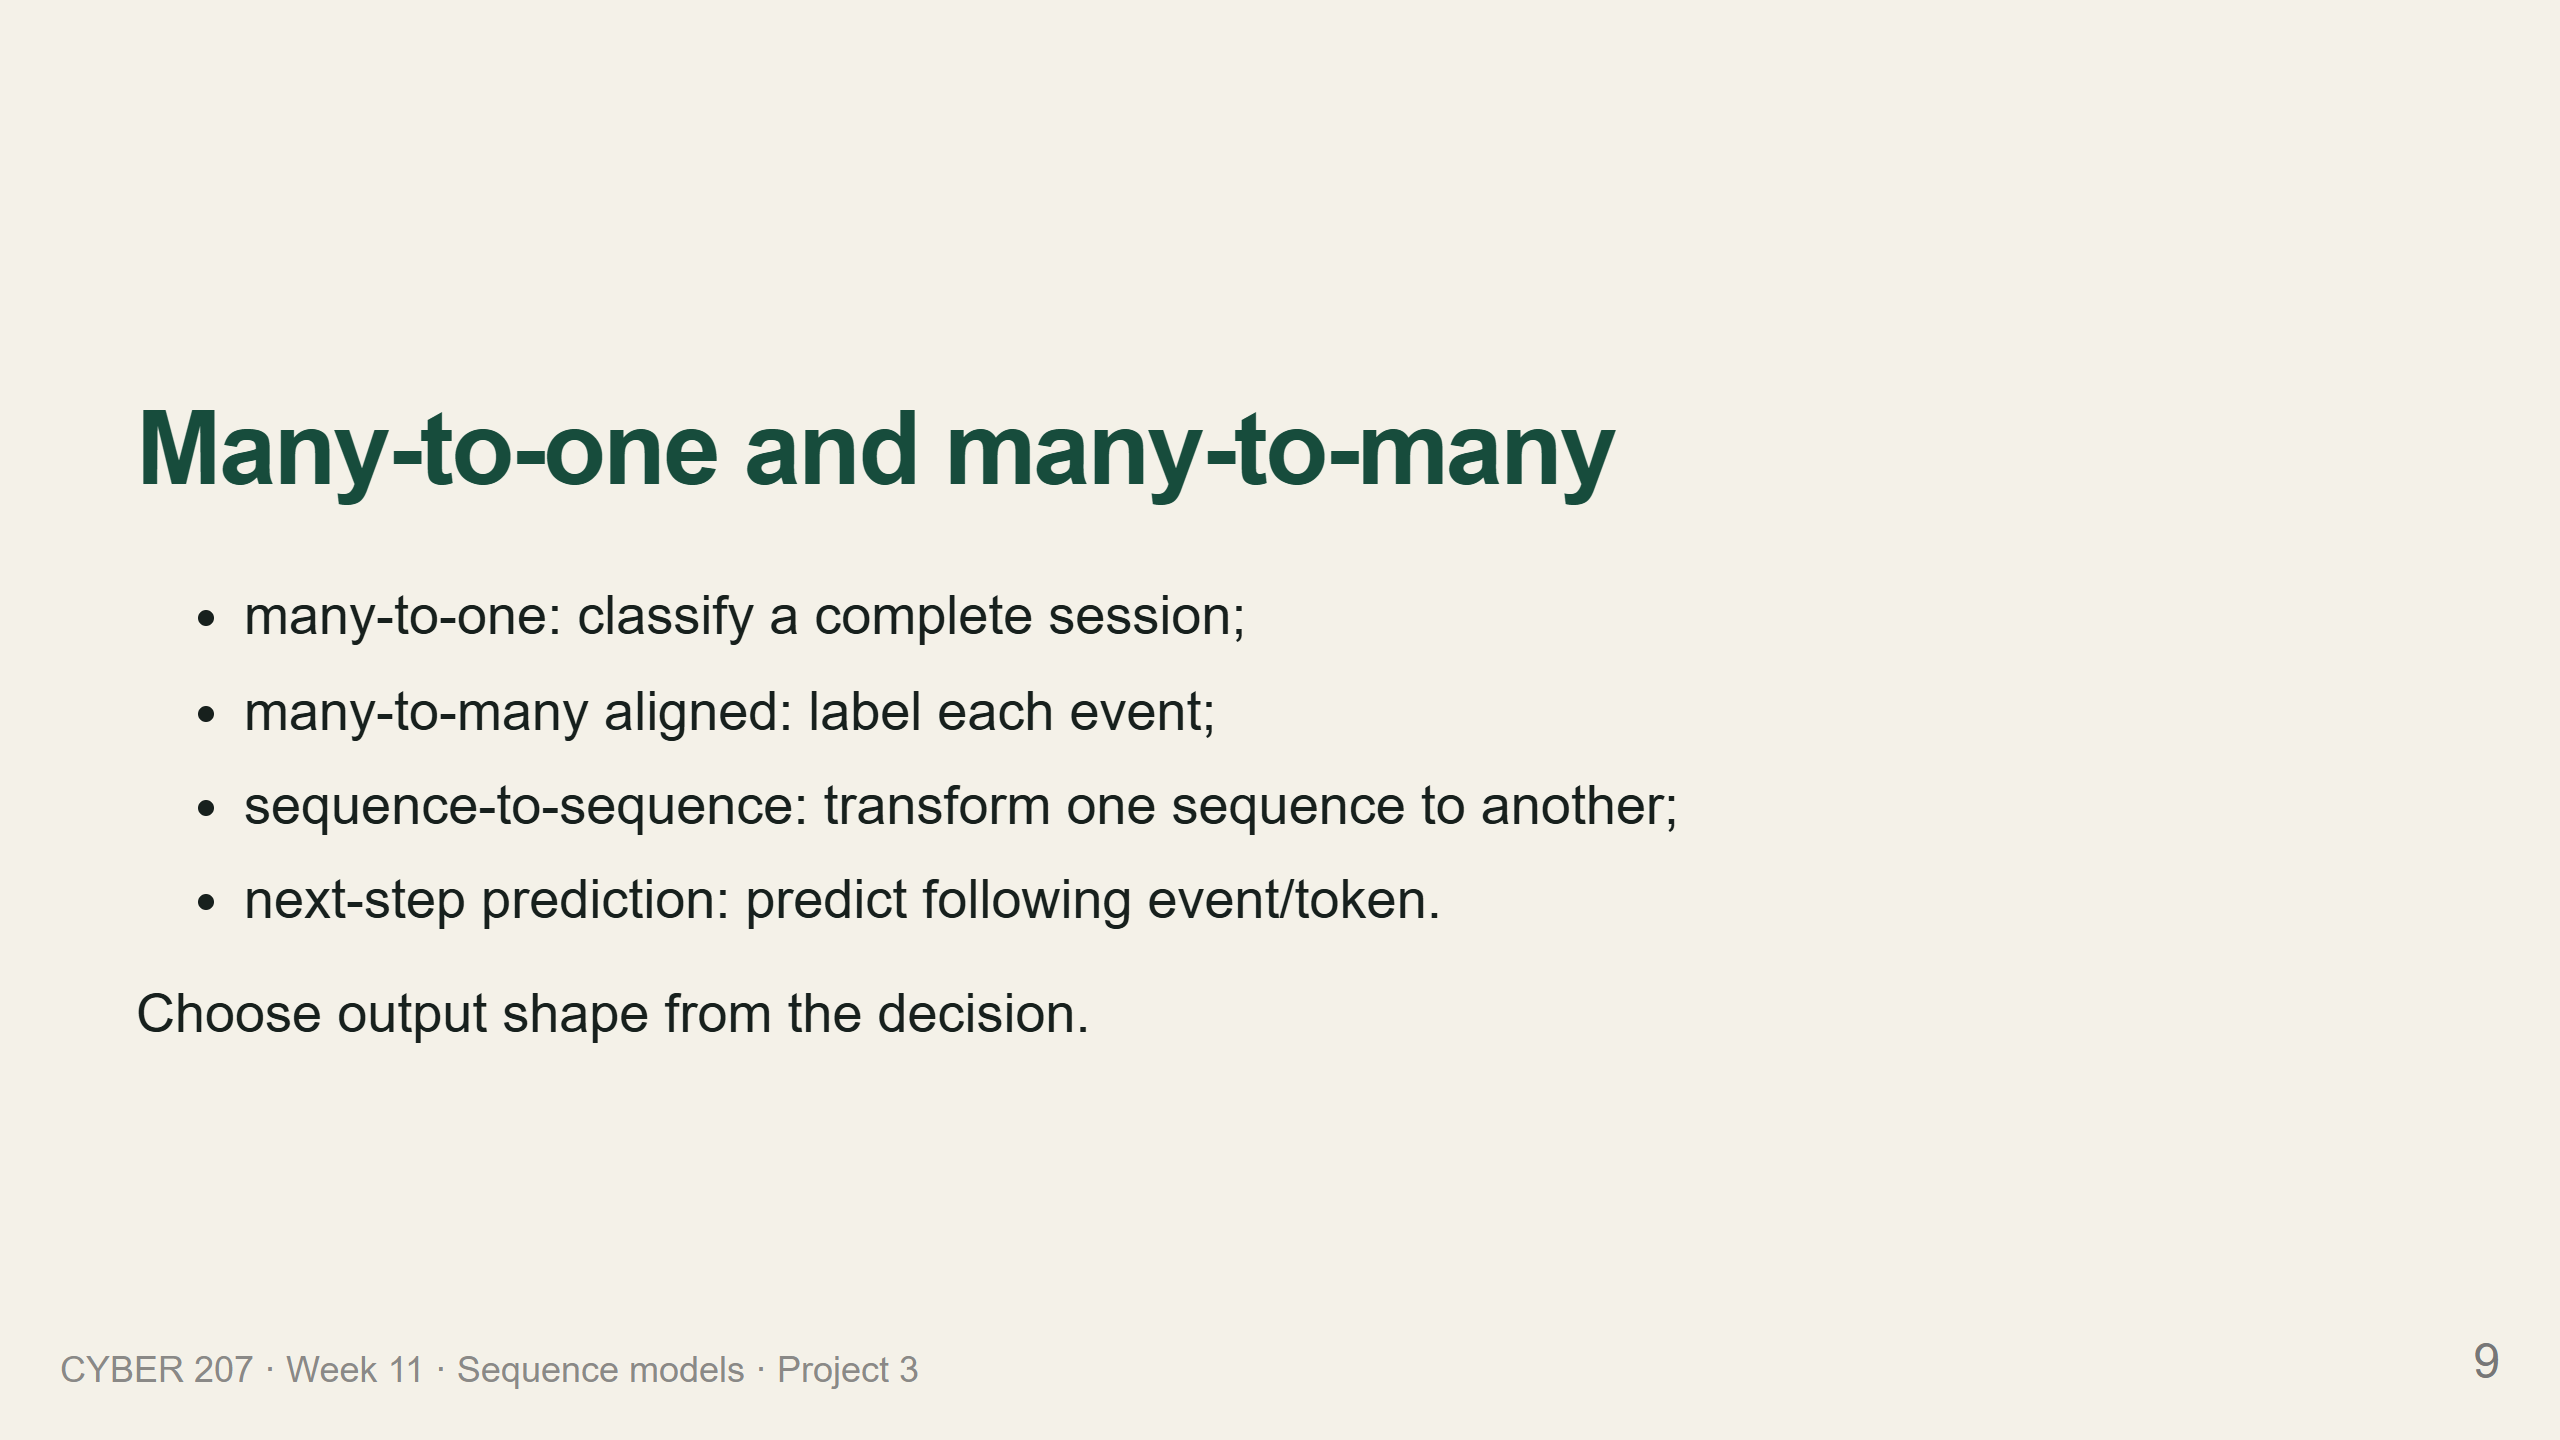 Many-to-one and many-to-many
• many-to-one: classify a complete session;
• many-to-many aligned: label each event;
• sequence-to-sequence: transform one sequence to another;
• next-step prediction: predict following event/token.
Choose output shape from the decision.
CYBER 207 · Week 11 · Sequence models · Project 3
9